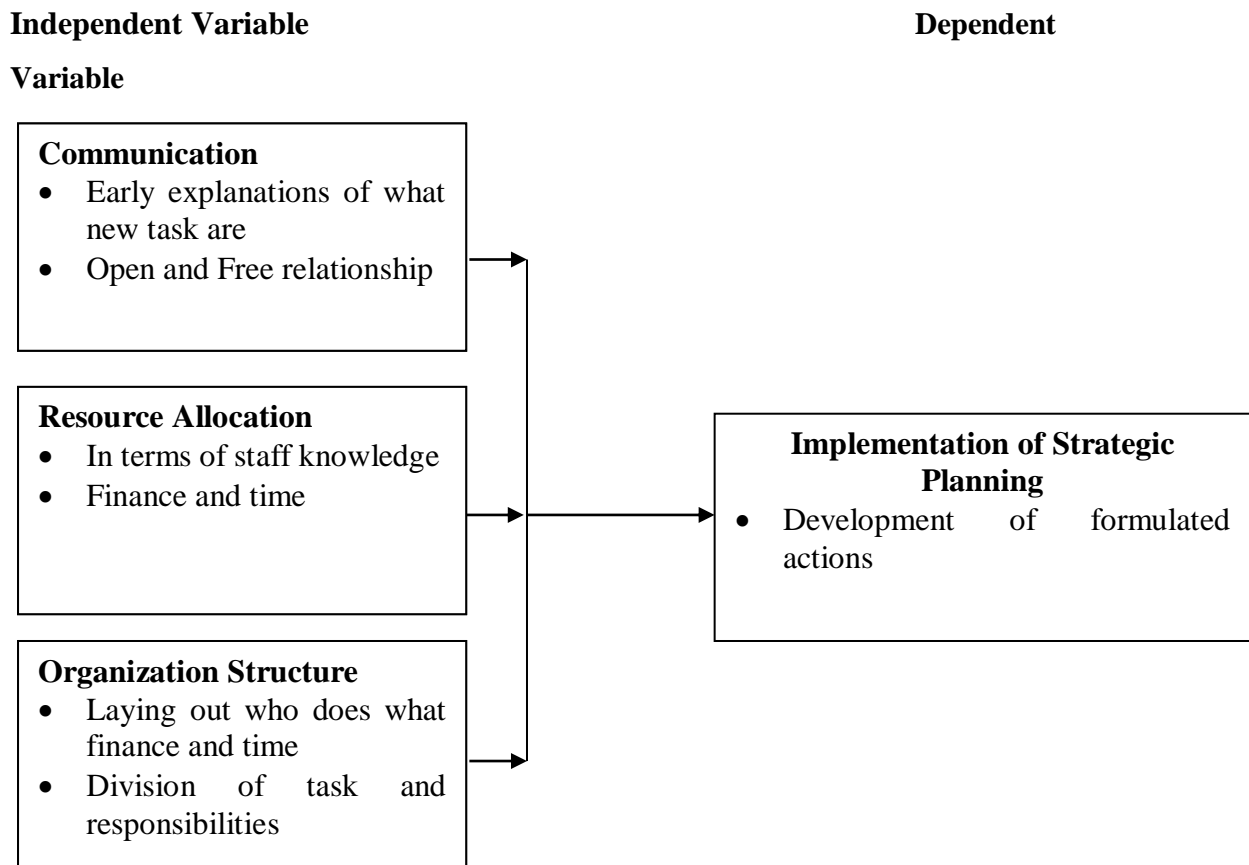 Independent Variable Dependent
Variable
Communication
• Early explanations of what
new task are
• Open and Free relationship
Resource Allocation
• In terms of staff knowledge
• Finance and time
Implementation of Strategic
Planning
• Development of formulated
actions
Organization Structure
• Laying out who does what
finance and time
• Division of task and
responsibilities